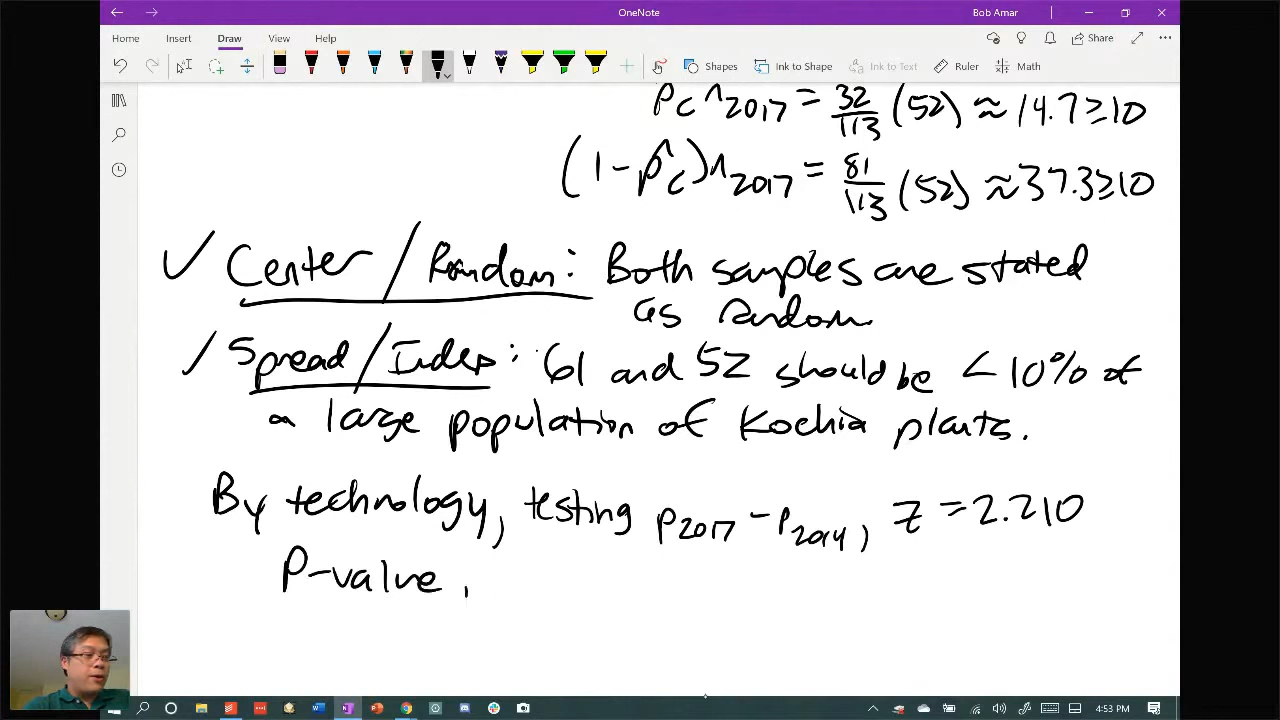 OneNote
Bob Amar
Home Insert Draw View Help
Share
Shapes Ink to Shape Ink to Text Ruler Math
p̂c n2017 = 32/113 (52) ≈ 14.7 ≥ 10
(1 - p̂c) n2017 = 81/113 (52) ≈ 37.3 ≥ 10
✓ Center / Random: Both samples are stated
as random.
✓ Spread / Indep: 61 and 52 should be < 10% of
a large population of Kochia plants.
By technology, testing p2017 - p2014, z = 2.210
P-value
4:53 PM